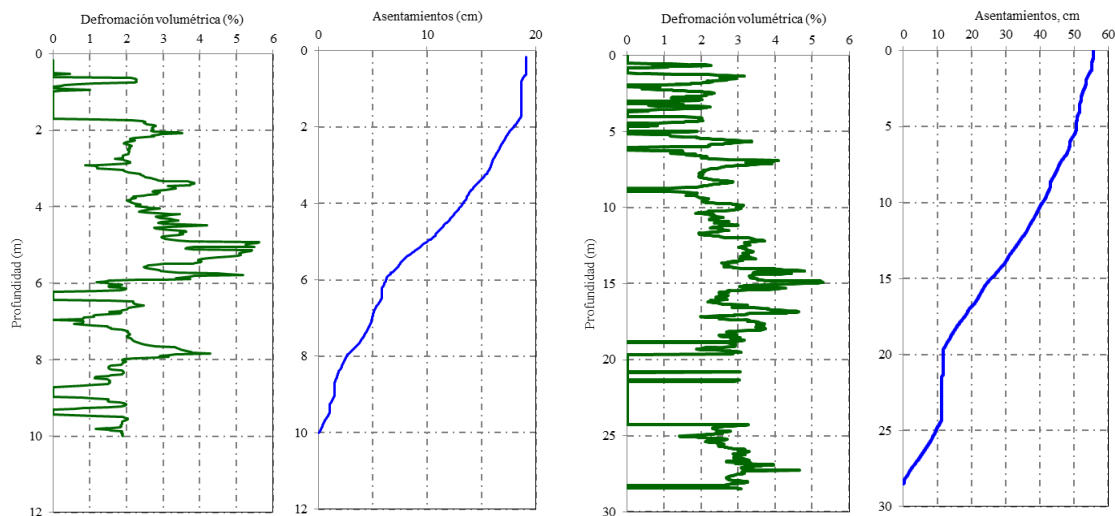 Defromación volumétrica (%)
0 1 2 3 4 5 6
0
2
4
6
8
10
12
Profundidad (m)
Asentamientos (cm)
0 10 20
0
2
4
6
8
10
12
Defromación volumétrica (%)
0 1 2 3 4 5 6
0
5
10
15
20
25
30
Profundidad (m)
Asentamientos, cm
0 10 20 30 40 50 60
0
5
10
15
20
25
30